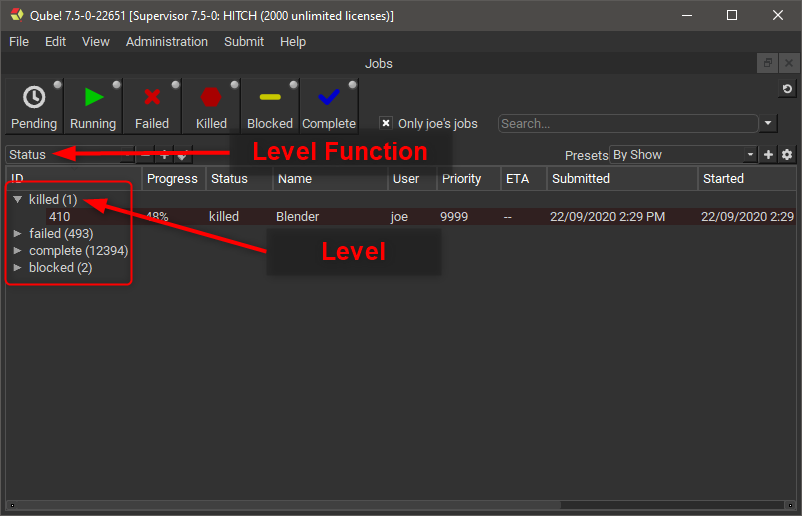 Qube! 7.5-0-22651 [Supervisor 7.5-0: HITCH (2000 unlimited licenses)]
File Edit View Administration Submit Help
Jobs
Pending Running Failed Killed Blocked Complete Only joe's jobs Search...
Status Level Function Presets By Show
ID Progress Status Name User Priority ETA Submitted Started
killed (1)
410 48% killed Blender joe 9999 -- 22/09/2020 2:29 PM 22/09/2020 2:29
failed (493)
complete (12394)
Level
blocked (2)